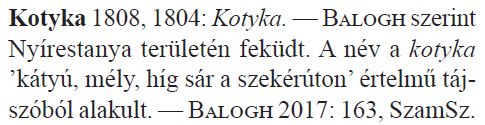 Kotyka 1808, 1804: Kotyka. — BALOGH szerint
Nyírestanya területén feküdt. A név a kotyka
’kátyú, mély, híg sár a szekérúton’ értelmű táj-
szóból alakult. — BALOGH 2017: 163, SzamSz.